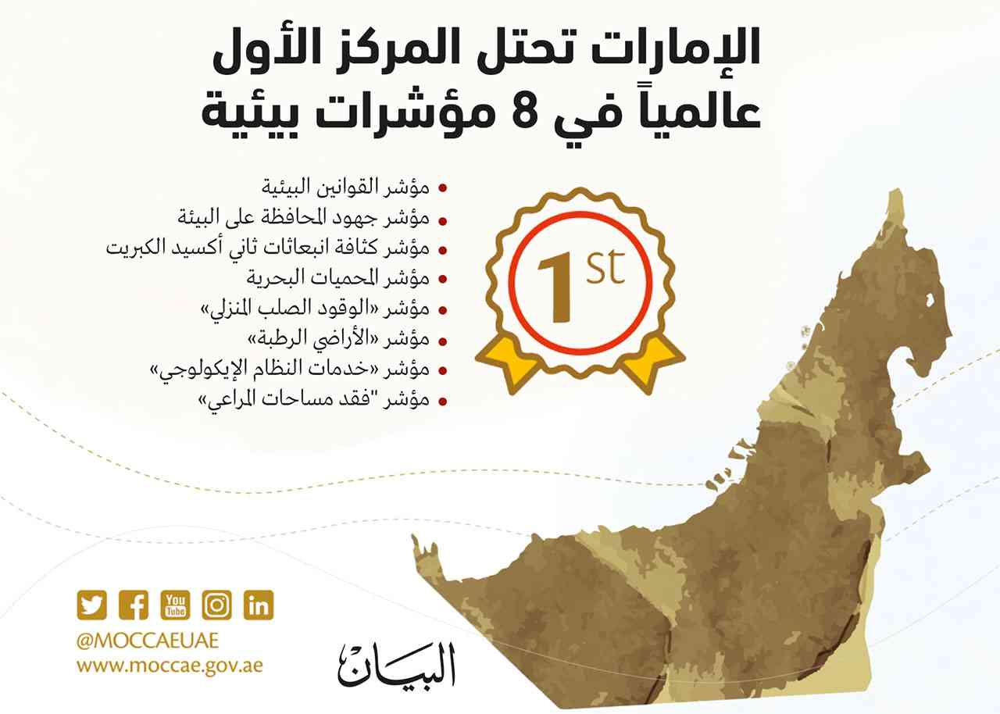 الإمارات تحتل المركز الأول
عالمياً في 8 مؤشرات بيئية
مؤشر القوانين البيئية
مؤشر جهود المحافظة على البيئة
مؤشر كثافة انبعاثات ثاني أكسيد الكبريت
مؤشر المحميات البحرية
مؤشر «الوقود الصلب المنزلي»
مؤشر «الأراضي الرطبة»
مؤشر «خدمات النظام الإيكولوجي»
مؤشر "فقد مساحات المراعي»
1st
You
Tube
in
@MOCCAEUAE
www.moccae.gov.ae
البيان